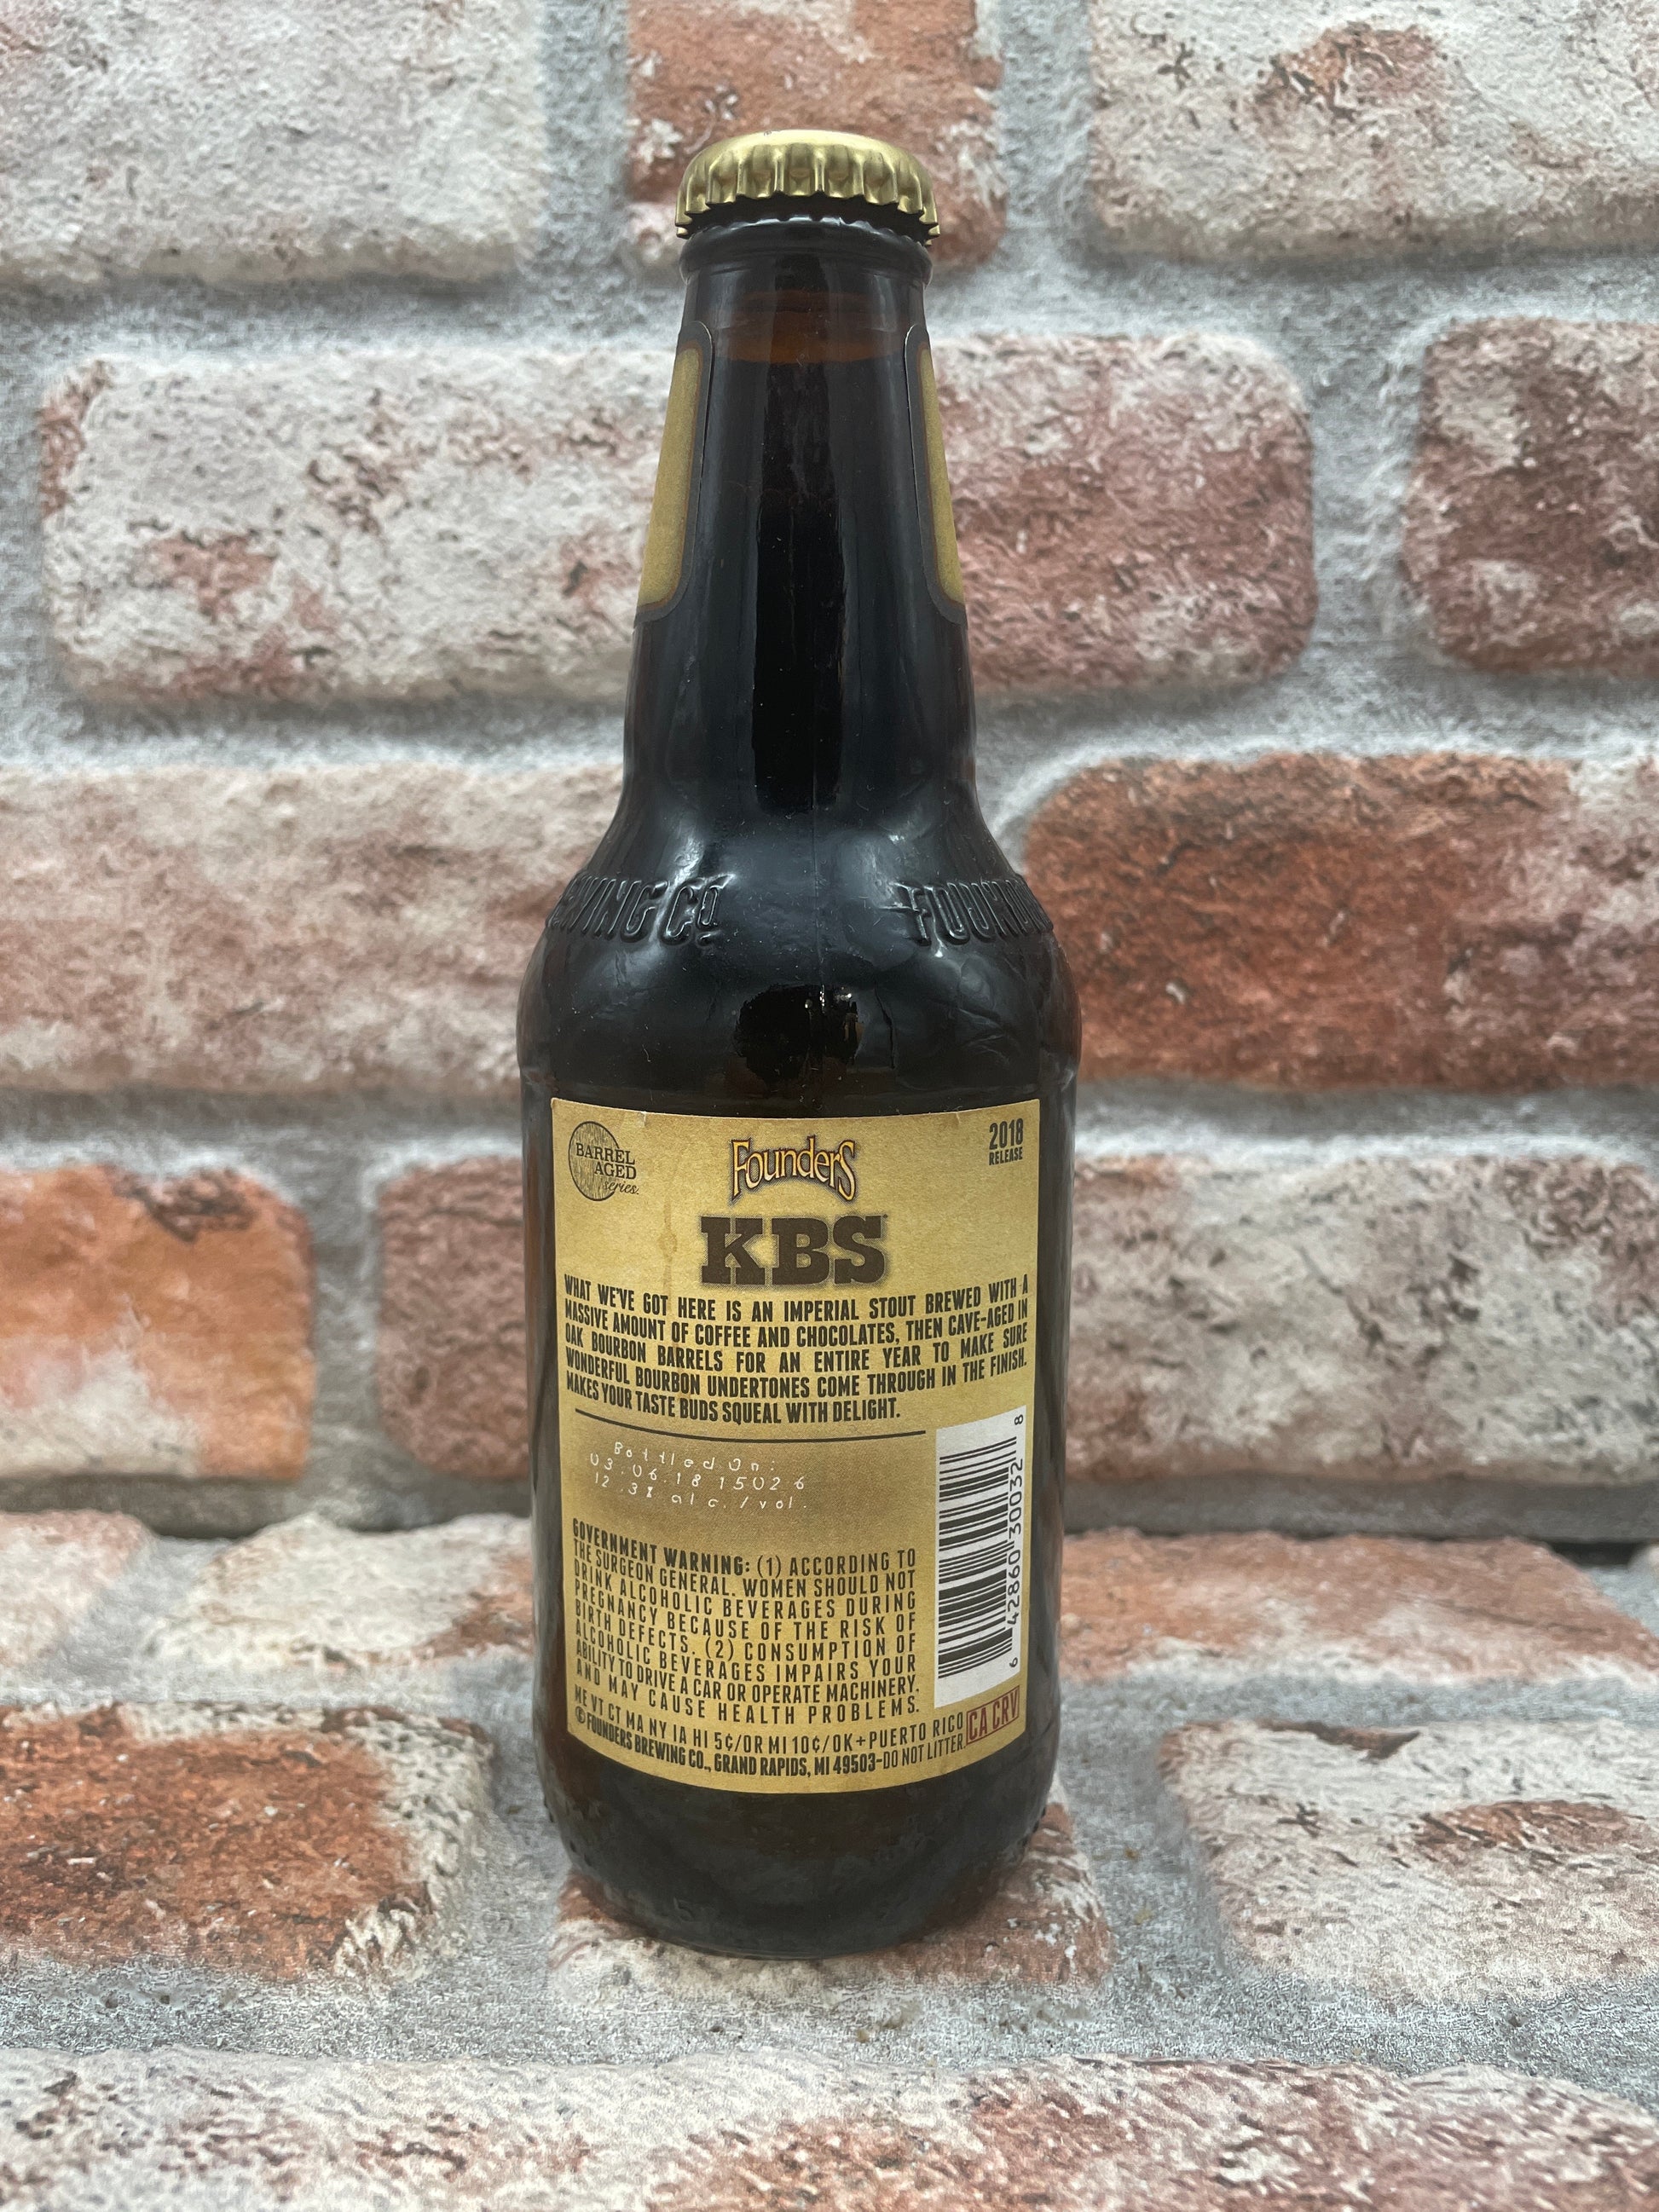 BARREL
AGED
series.
Founders
2018
RELEASE
KBS
WHAT WE'VE GOT HERE IS AN IMPERIAL STOUT BREWED WITH A
MASSIVE AMOUNT OF COFFEE AND CHOCOLATES, THEN CAVE-AGED IN
OAK BOURBON BARRELS FOR AN ENTIRE YEAR TO MAKE SURE
WONDERFUL BOURBON UNDERTONES COME THROUGH IN THE FINISH.
MAKES YOUR TASTE BUDS SQUEAL WITH DELIGHT.
Bottled On:
03.06.18 15026
12.3% alc./vol.
GOVERNMENT WARNING: (1) ACCORDING TO
THE SURGEON GENERAL. WOMEN SHOULD NOT
DRINK ALCOHOLIC BEVERAGES DURING
PREGNANCY BECAUSE OF THE RISK OF
BIRTH DEFECTS. (2) CONSUMPTION OF
ALCOHOLIC BEVERAGES IMPAIRS YOUR
ABILITY TO DRIVE A CAR OR OPERATE MACHINERY,
AND MAY CAUSE HEALTH PROBLEMS.
6 42860 30032 8
ME VT CT MA NY IA HI 5¢/OR MI 10¢/OK+PUERTO RICO
CA CRV
© FOUNDERS BREWING CO., GRAND RAPIDS, MI 49503-DO NOT LITTER